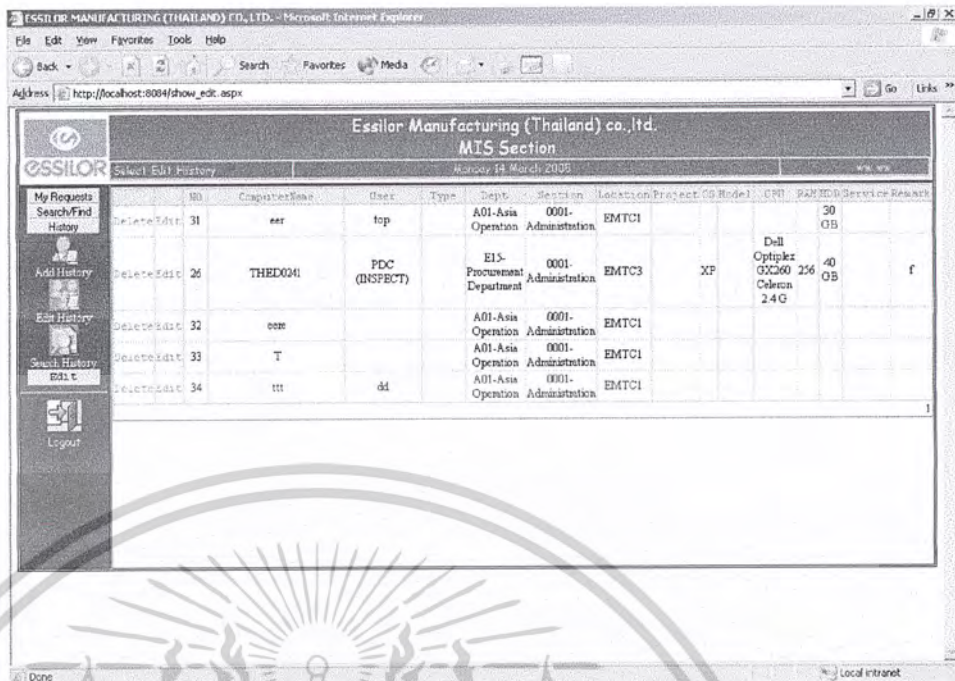 ESSILOR MANUFACTURING (THAILAND) CO., LTD. - Microsoft Internet Explorer
File Edit View Favorites Tools Help
Back Search Favorites Media
Address http://localhost:8084/show_edit.aspx Go Links »
Essilor Manufacturing (Thailand) co.,ltd.
MIS Section
ESSILOR Select Edit History Monday 14 March 2005
My Requests
Search/Find
History
Add History
Edit History
Search History
Edit
Logout
NO ComputerName User Type Dept Section Location Project OS Model CPU RAM HDD Service Remark
Delete Edit 31 eer top A01-Asia Operation 0001-Administration EMTC1 30 GB
Delete Edit 26 THED0241 PDC (INSPECT) E15-Procurement Department 0001-Administration EMTC3 XP Dell Optiplex GX260 Celeron 2.4 G 256 40 GB f
Delete Edit 32 eere A01-Asia Operation 0001-Administration EMTC1
Delete Edit 33 T A01-Asia Operation 0001-Administration EMTC1
Delete Edit 34 ttt dd A01-Asia Operation 0001-Administration EMTC1
1
Done Local intranet